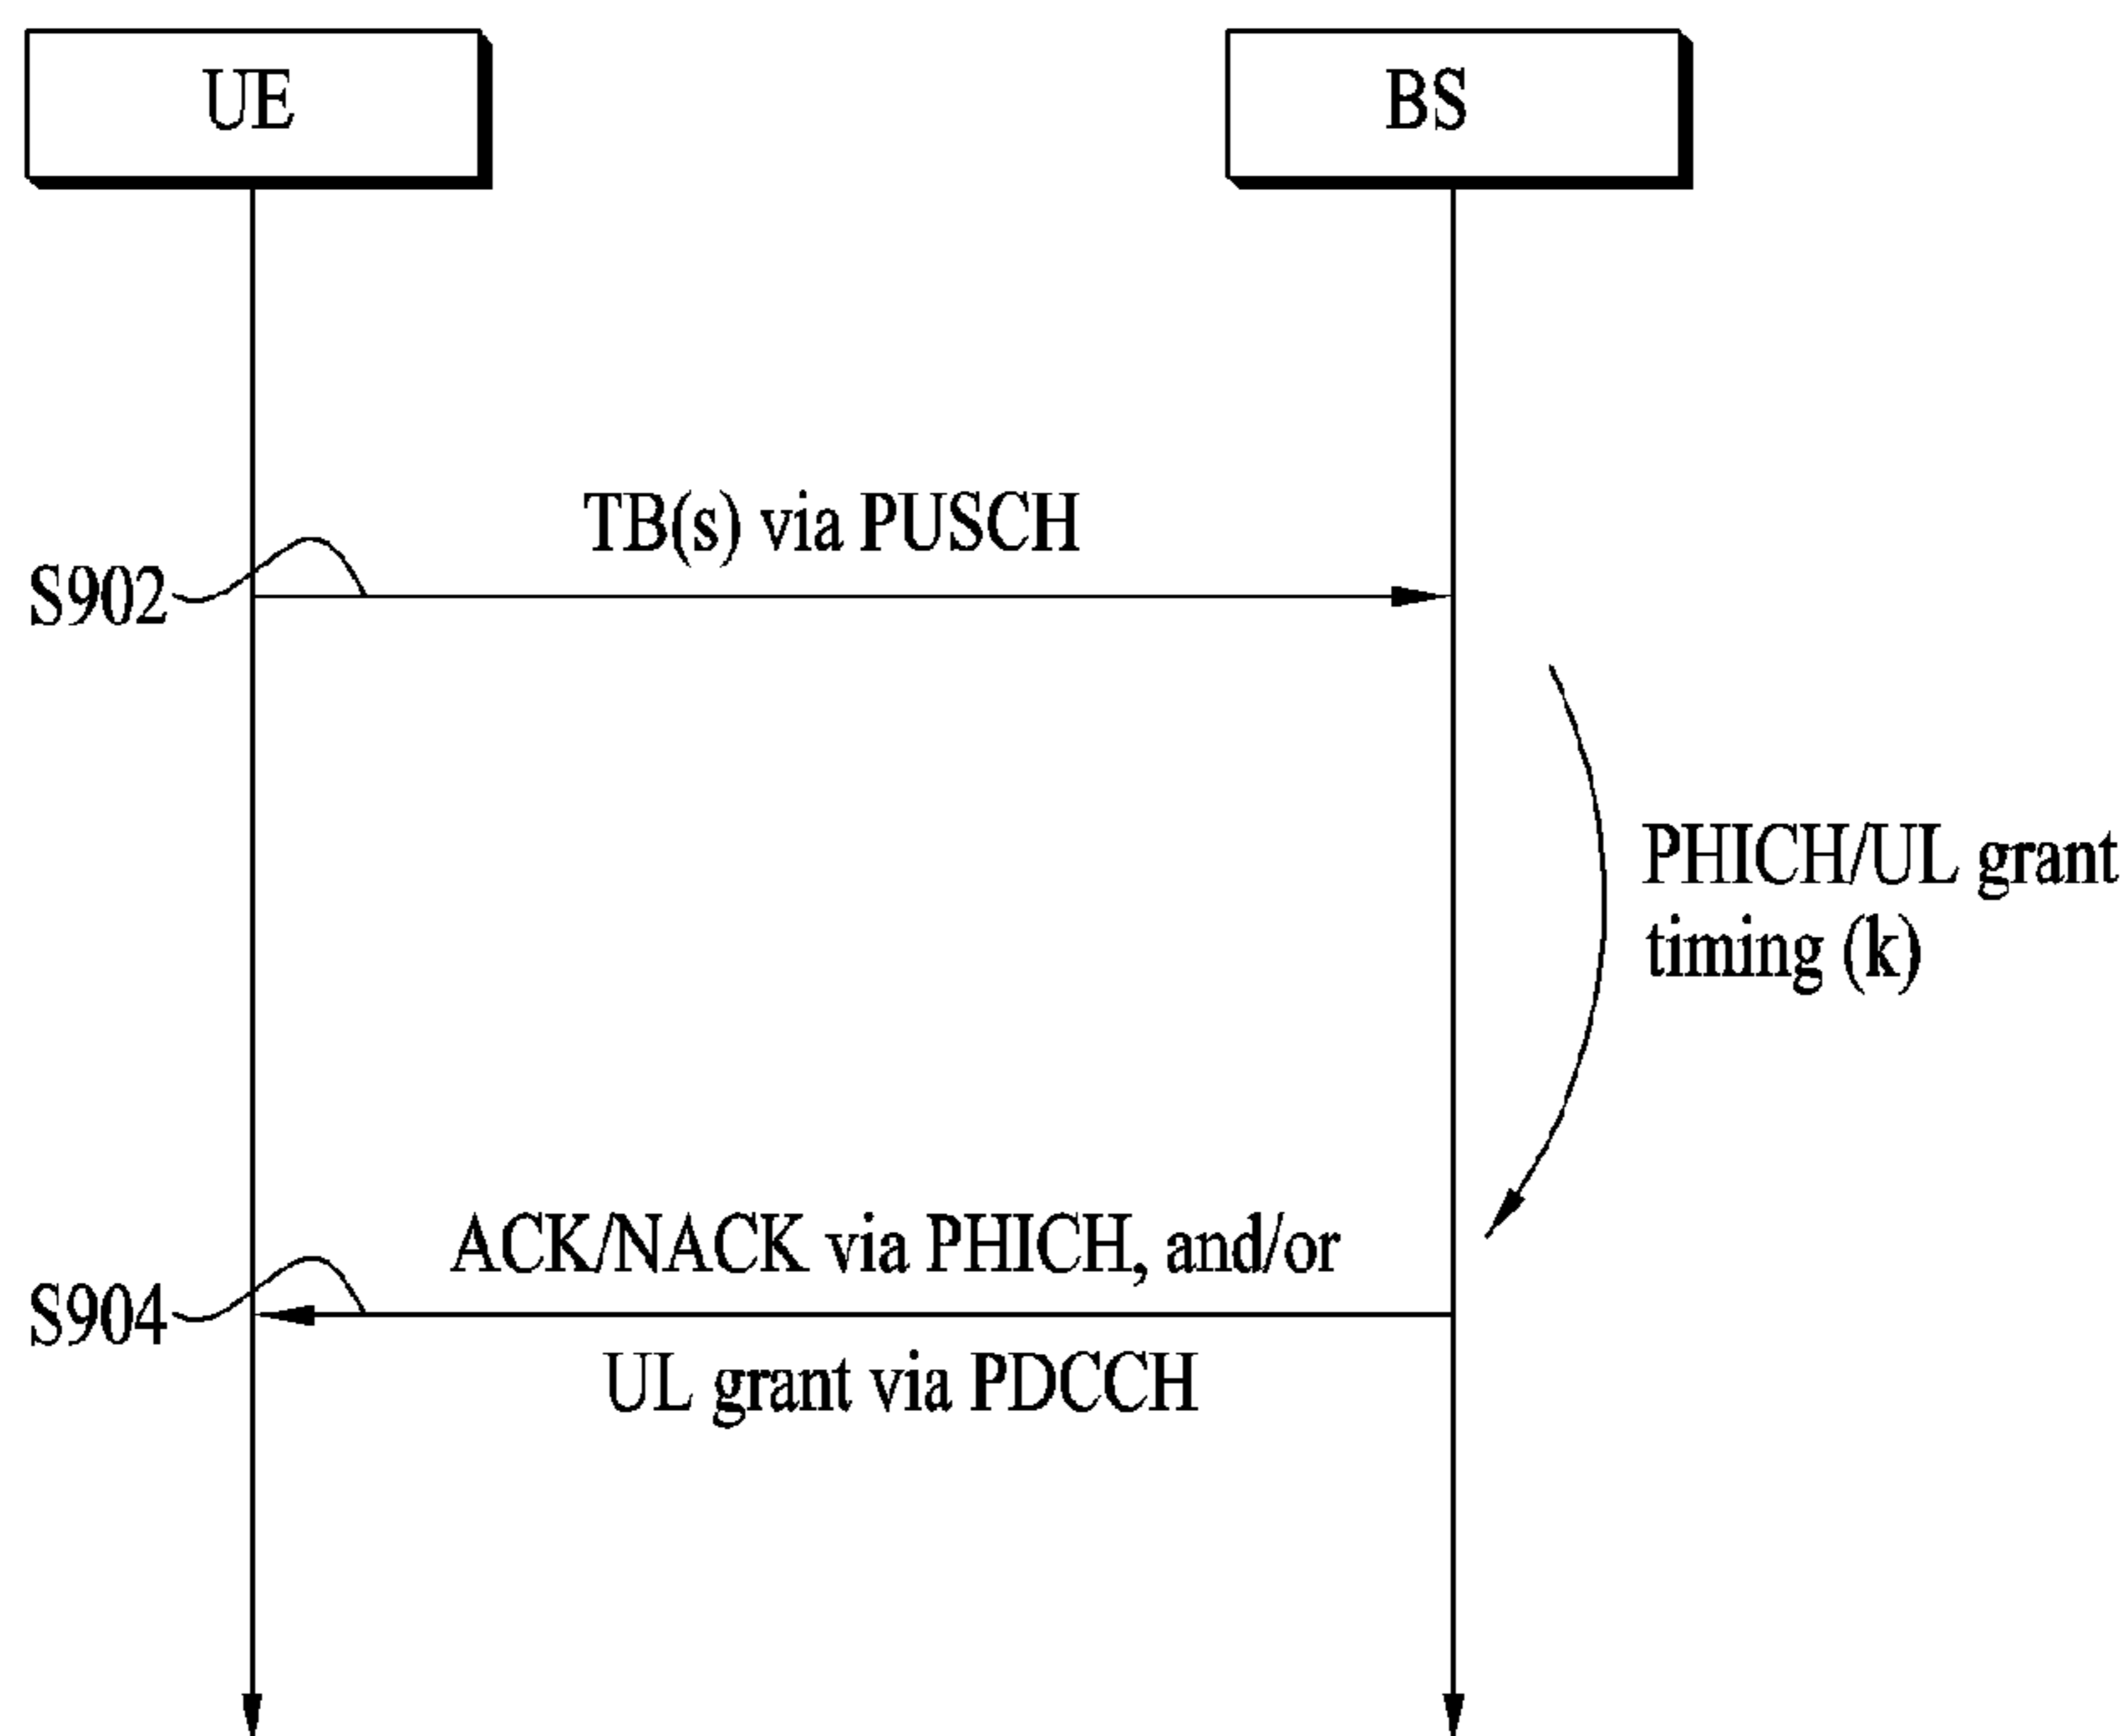 UE
BS
TB(s) via PUSCH
S902
PHICH/UL grant
timing (k)
ACK/NACK via PHICH, and/or
S904
UL grant via PDCCH